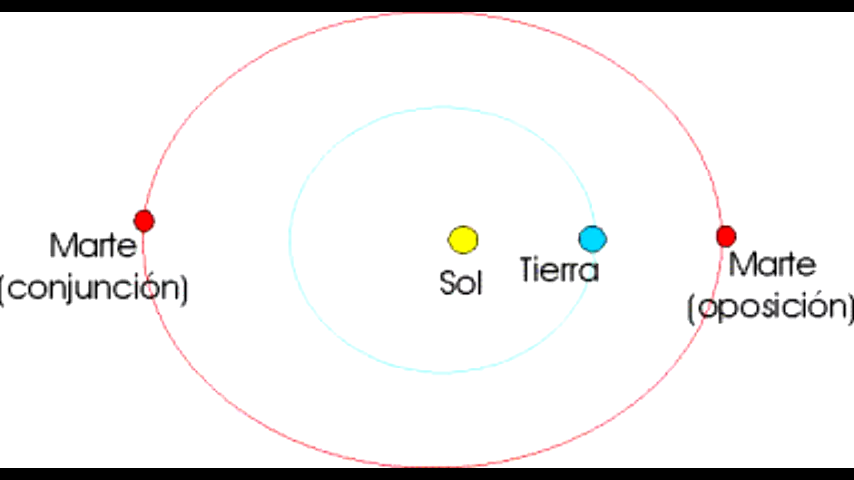 Marte
(conjunción)
Sol
Tierra
Marte
(oposición)